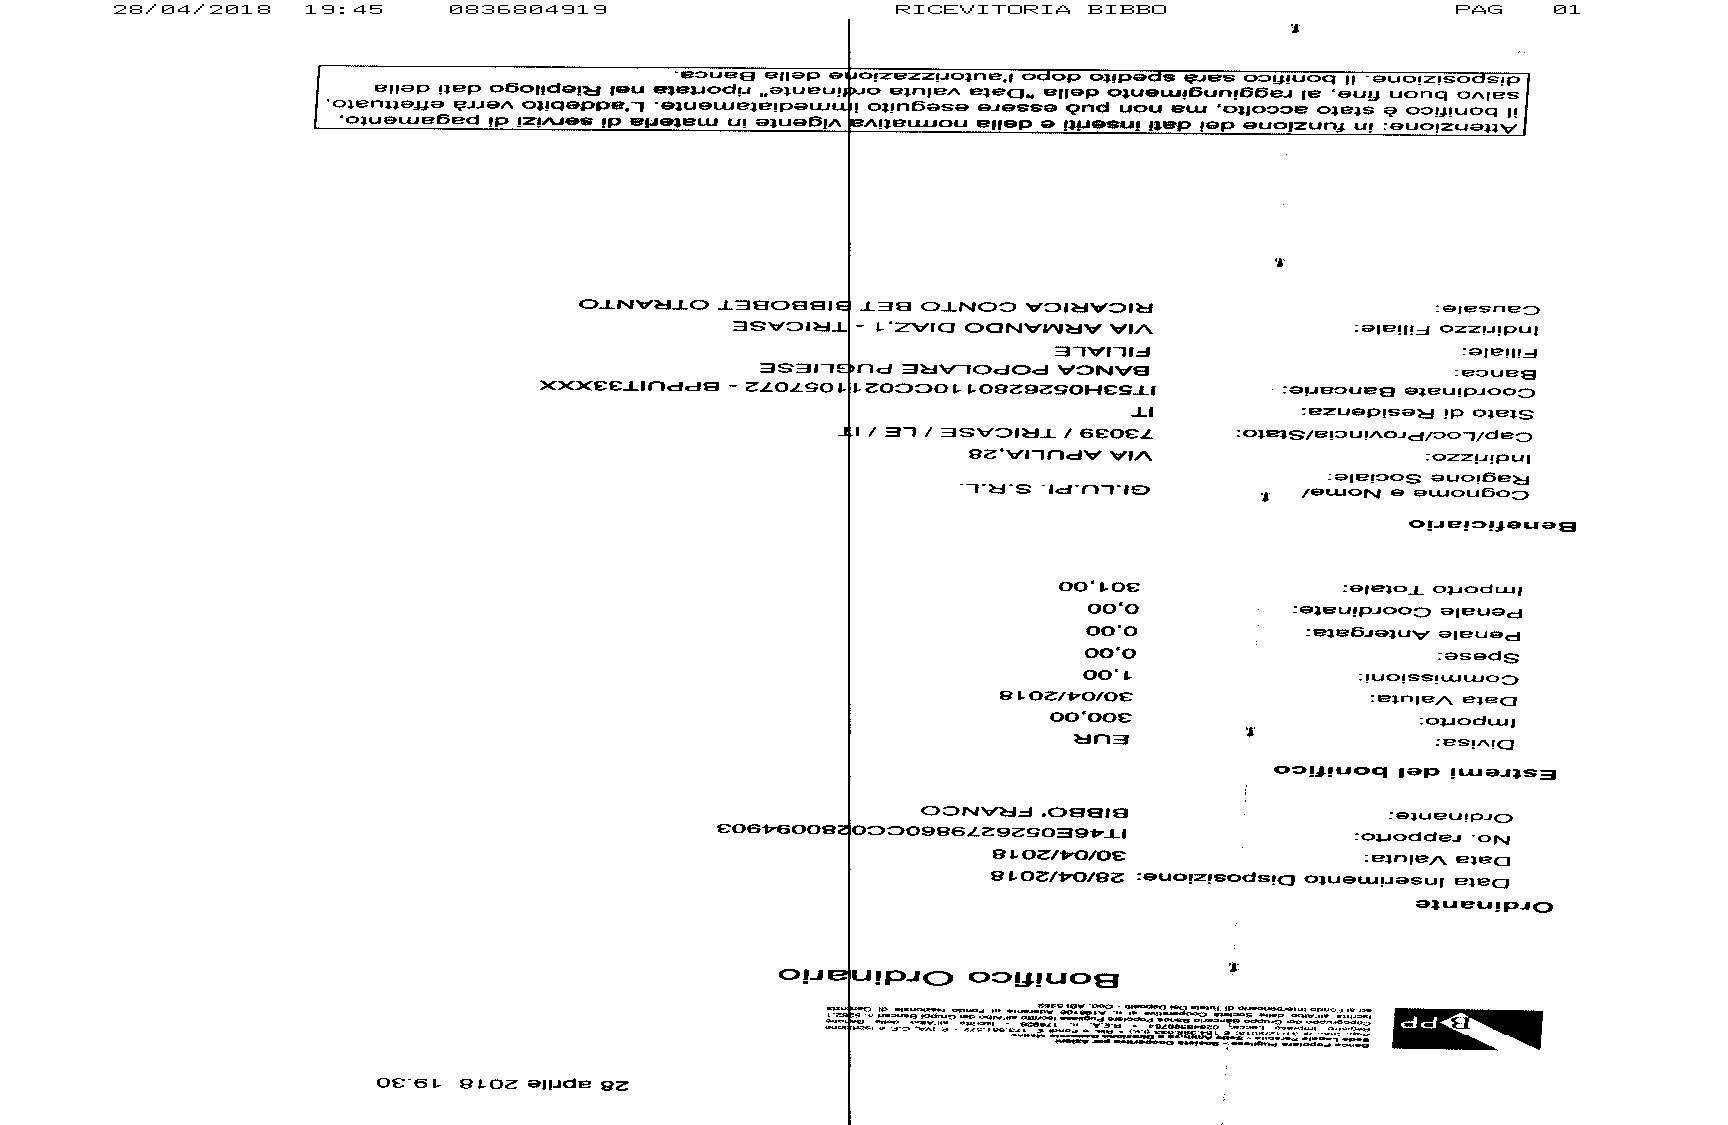 28/04/2018 19:45 0836804919 RICEVITORIA BIBBO PAG 01
28 aprile 2018 19.30
BPP
Banca Popolare Pugliese - Società Cooperativa per Azioni
Bonifico Ordinario
Ordinante
Data Inserimento Disposizione: 28/04/2018
Data Valuta: 30/04/2018
No. rapporto: IT46E0526279860CC0280094903
Ordinante: BIBBO' FRANCO
Estremi del bonifico
Divisa: EUR
Importo: 300,00
Data Valuta: 30/04/2018
Commissioni: 1,00
Spese: 0,00
Penale Antergata: 0,00
Penale Coordinate: 0,00
Importo Totale: 301,00
Beneficiario
Cognome e Nome/ GI.LU.PI. S.R.L.
Ragione Sociale:
Indirizzo: VIA APULIA,28
Cap/Loc/Provincia/Stato: 73039 / TRICASE / LE / IT
Stato di Residenza: IT
Coordinate Bancarie: IT53H0526280110CC0211057072 - BPPUIT33XXX
Banca: BANCA POPOLARE PUGLIESE
Filiale: FILIALE
Indirizzo Filiale: VIA ARMANDO DIAZ,1 - TRICASE
Causale: RICARICA CONTO BET BIBBOBET OTRANTO
Attenzione: in funzione dei dati inseriti e della normativa vigente in materia di servizi di pagamento,
il bonifico è stato accolto, ma non può essere eseguito immediatamente. L'addebito verrà effettuato,
salvo buon fine, al raggiungimento della "Data valuta ordinante" riportata nel Riepilogo dati della
disposizione. Il bonifico sarà spedito dopo l'autorizzazione della Banca.